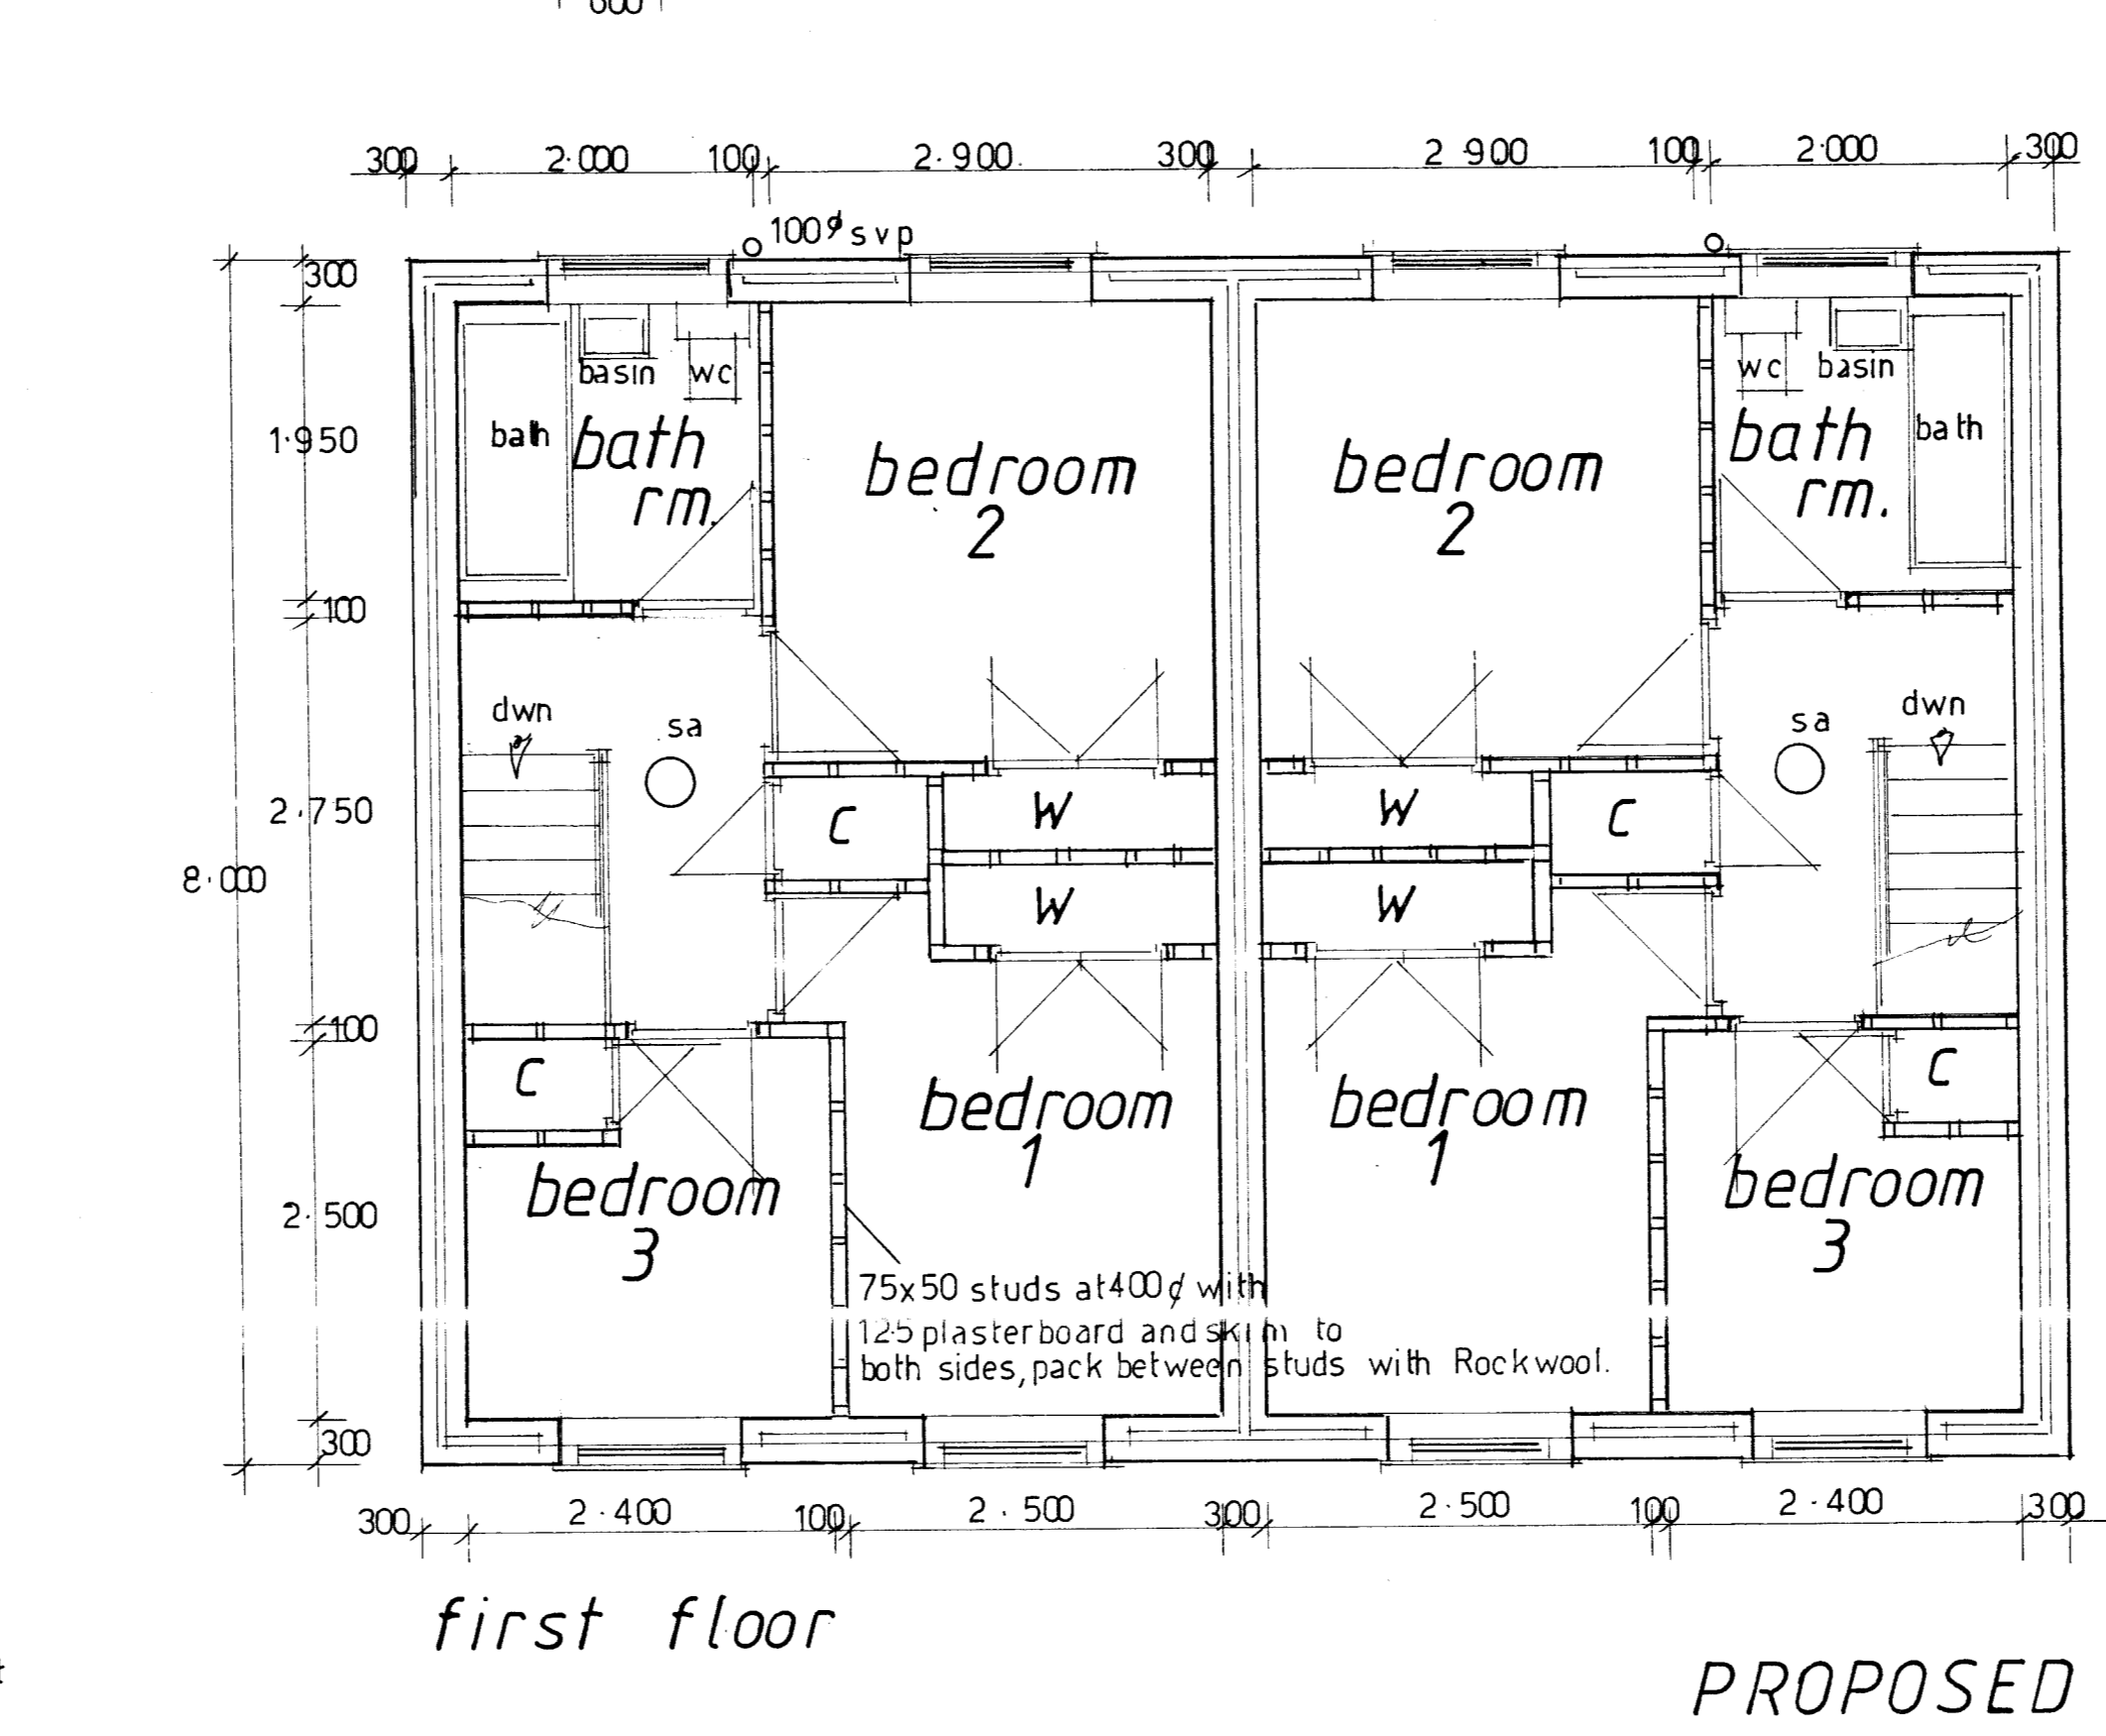 600
300 2·000 100 2·900 300 2 900 100 2·000 300
100ø svp
300
basin wc wc basin
1·950 bath bath rm. bedroom 2 bedroom 2 bath rm. bath
100
dwn sa sa dwn
2·750 C W W C
8·000
W W
100
C C
bedroom 1 bedroom 1
2·500 bedroom 3 bedroom 3
75x50 studs at 400¢ with
12·5 plasterboard and skim to
both sides, pack between studs with Rockwool.
300
300 2·400 100 2·500 300 2·500 100 2·400 300
first floor
PROPOSED